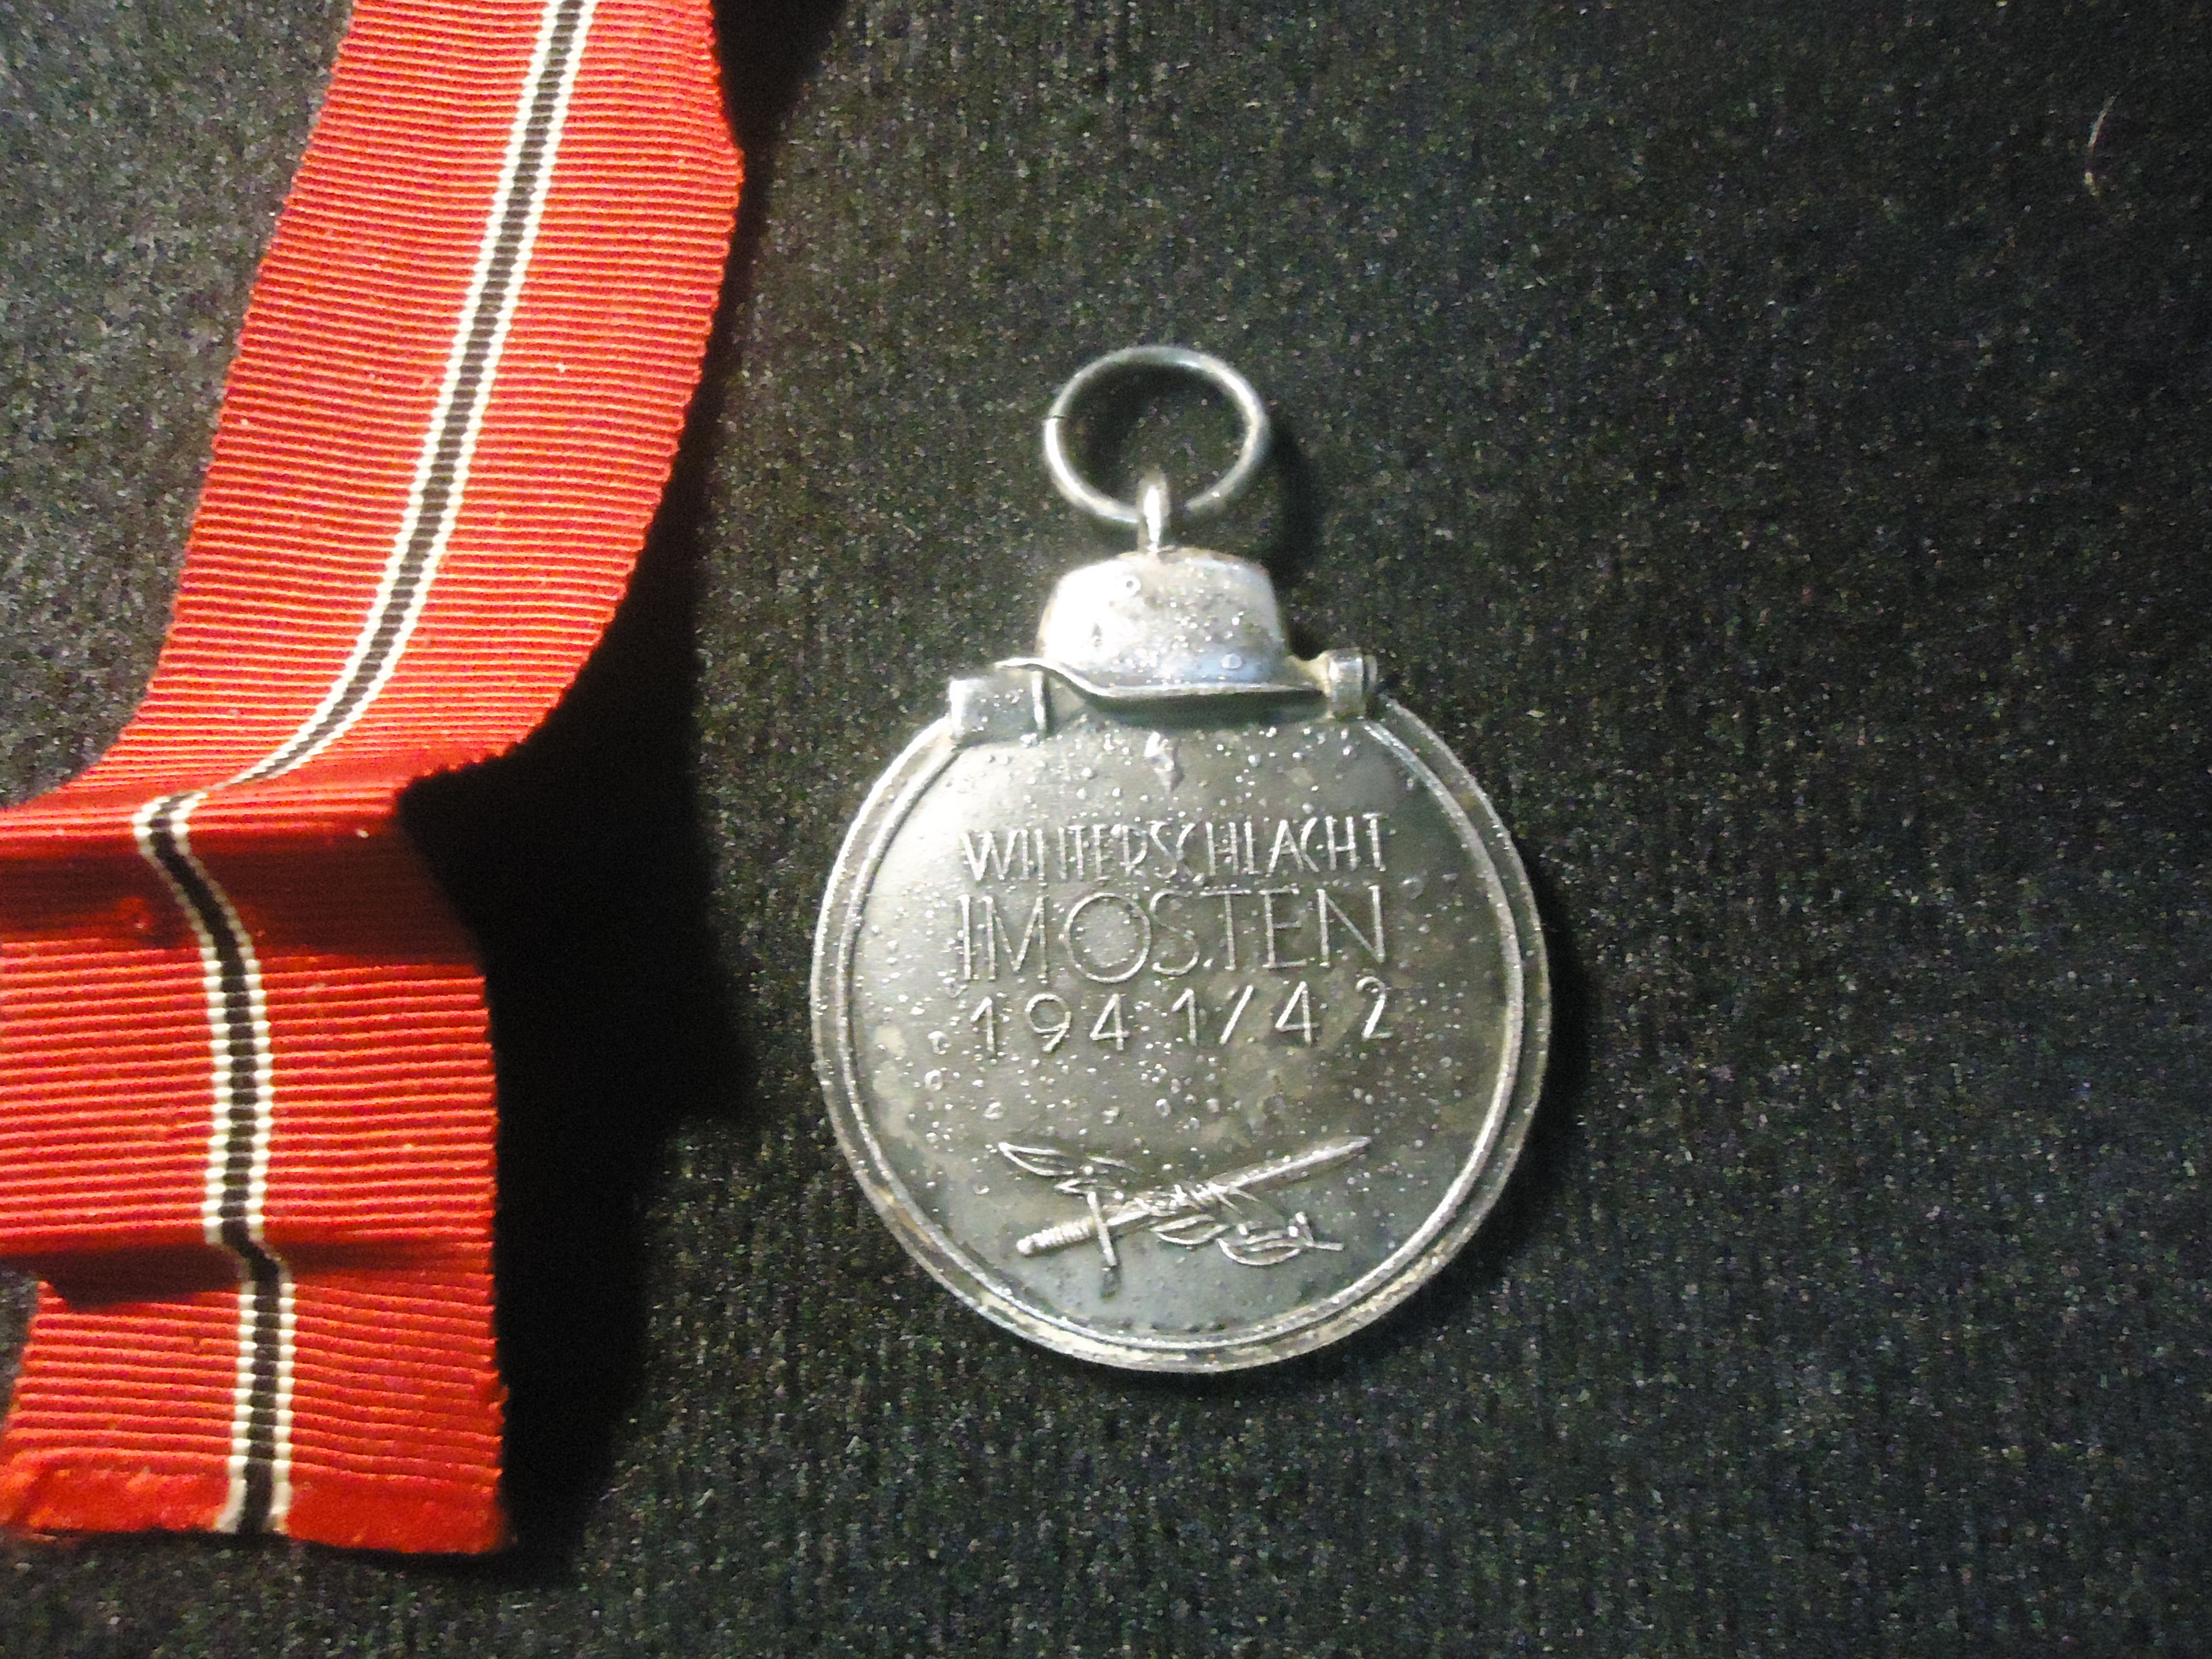 WINTERSCHLACHT
IM OSTEN
1941/42